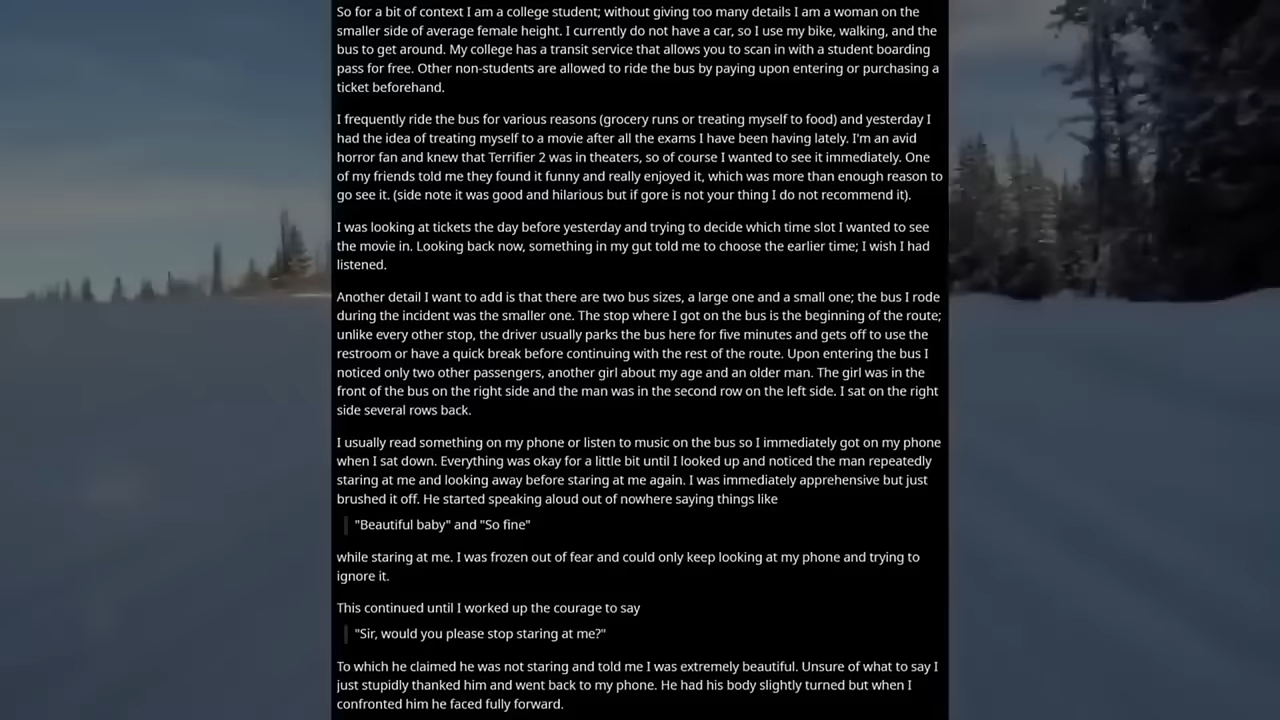 So for a bit of context I am a college student; without giving too many details I am a woman on the
smaller side of average female height. I currently do not have a car, so I use my bike, walking, and the
bus to get around. My college has a transit service that allows you to scan in with a student boarding
pass for free. Other non-students are allowed to ride the bus by paying upon entering or purchasing a
ticket beforehand.
I frequently ride the bus for various reasons (grocery runs or treating myself to food) and yesterday I
had the idea of treating myself to a movie after all the exams I have been having lately. I'm an avid
horror fan and knew that Terrifier 2 was in theaters, so of course I wanted to see it immediately. One
of my friends told me they found it funny and really enjoyed it, which was more than enough reason to
go see it. (side note it was good and hilarious but if gore is not your thing I do not recommend it).
I was looking at tickets the day before yesterday and trying to decide which time slot I wanted to see
the movie in. Looking back now, something in my gut told me to choose the earlier time; I wish I had
listened.
Another detail I want to add is that there are two bus sizes, a large one and a small one; the bus I rode
during the incident was the smaller one. The stop where I got on the bus is the beginning of the route;
unlike every other stop, the driver usually parks the bus here for five minutes and gets off to use the
restroom or have a quick break before continuing with the rest of the route. Upon entering the bus I
noticed only two other passengers, another girl about my age and an older man. The girl was in the
front of the bus on the right side and the man was in the second row on the left side. I sat on the right
side several rows back.
I usually read something on my phone or listen to music on the bus so I immediately got on my phone
when I sat down. Everything was okay for a little bit until I looked up and noticed the man repeatedly
staring at me and looking away before staring at me again. I was immediately apprehensive but just
brushed it off. He started speaking aloud out of nowhere saying things like
"Beautiful baby" and "So fine"
while staring at me. I was frozen out of fear and could only keep looking at my phone and trying to
ignore it.
This continued until I worked up the courage to say
"Sir, would you please stop staring at me?"
To which he claimed he was not staring and told me I was extremely beautiful. Unsure of what to say I
just stupidly thanked him and went back to my phone. He had his body slightly turned but when I
confronted him he faced fully forward.